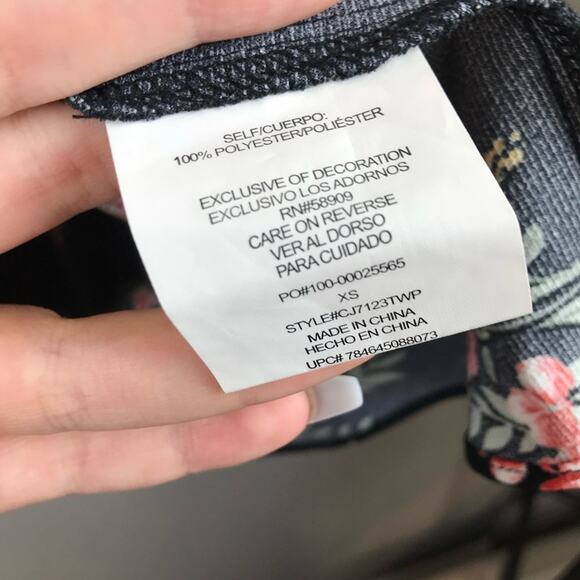 SELF/CUERPO:
100% POLYESTER/POLIÉSTER
EXCLUSIVE OF DECORATION
EXCLUSIVO LOS ADORNOS
RN#58909
CARE ON REVERSE
VER AL DORSO
PARA CUIDADO
PO#100-00025565
XS
STYLE#CJ7123TWP
MADE IN CHINA
HECHO EN CHINA
UPC# 784645088073